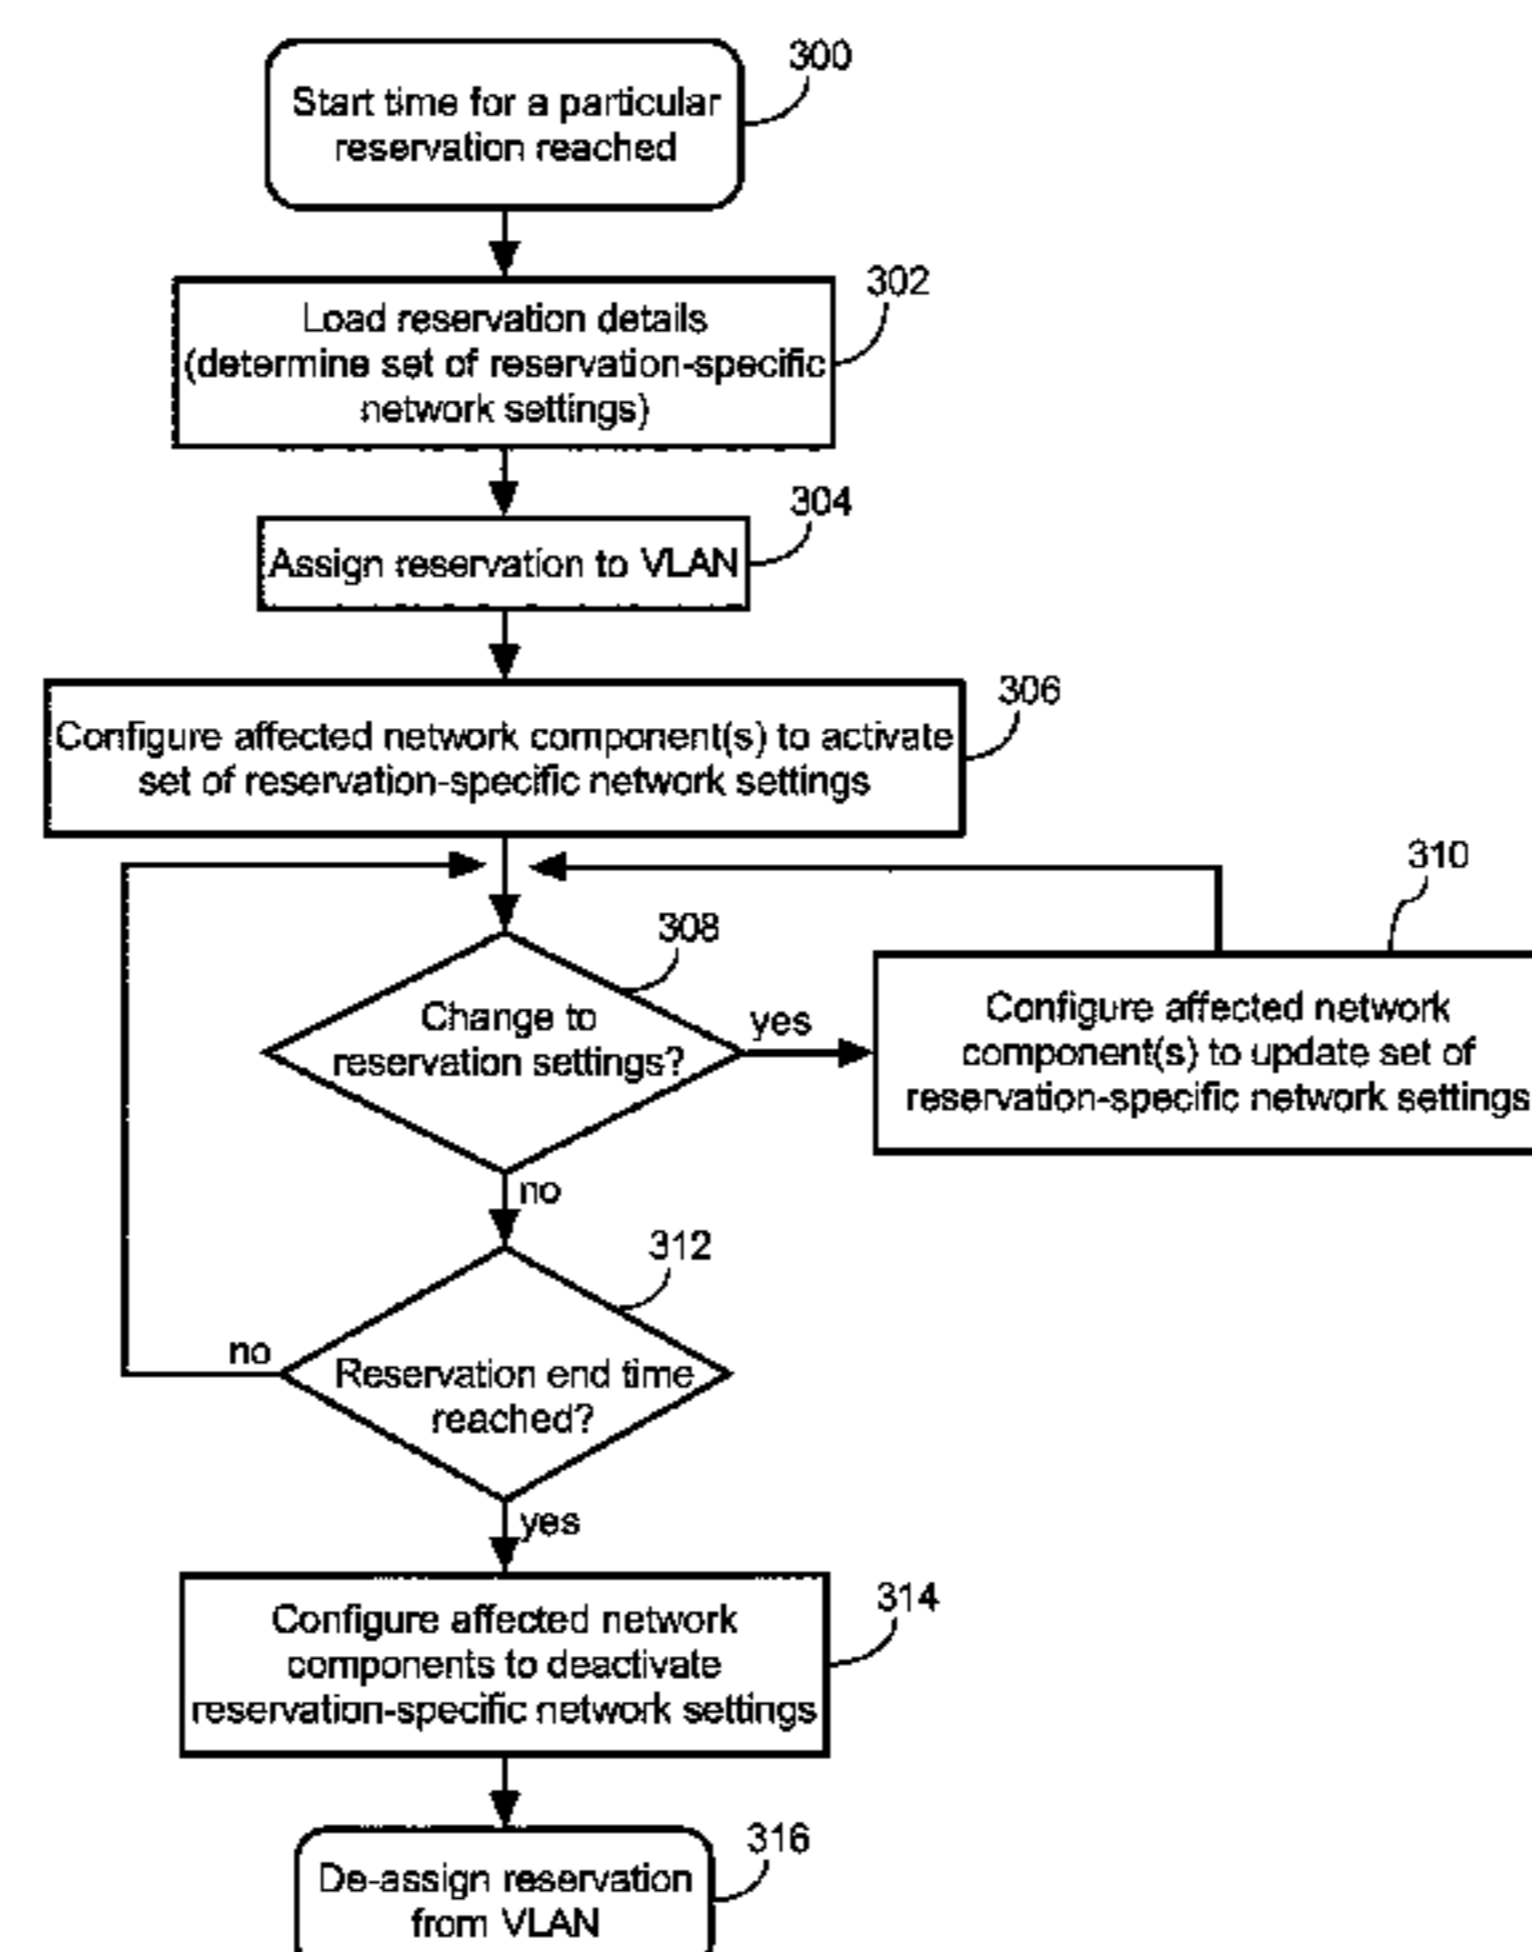 300
Start time for a particular
reservation reached
302
Load reservation details
(determine set of reservation-specific
network settings)
304
Assign reservation to VLAN
306
Configure affected network component(s) to activate
set of reservation-specific network settings
308
Change to
reservation settings?
yes
310
Configure affected network
component(s) to update set of
reservation-specific network settings
no
312
Reservation end time
reached?
no
yes
314
Configure affected network
components to deactivate
reservation-specific network settings
316
De-assign reservation
from VLAN